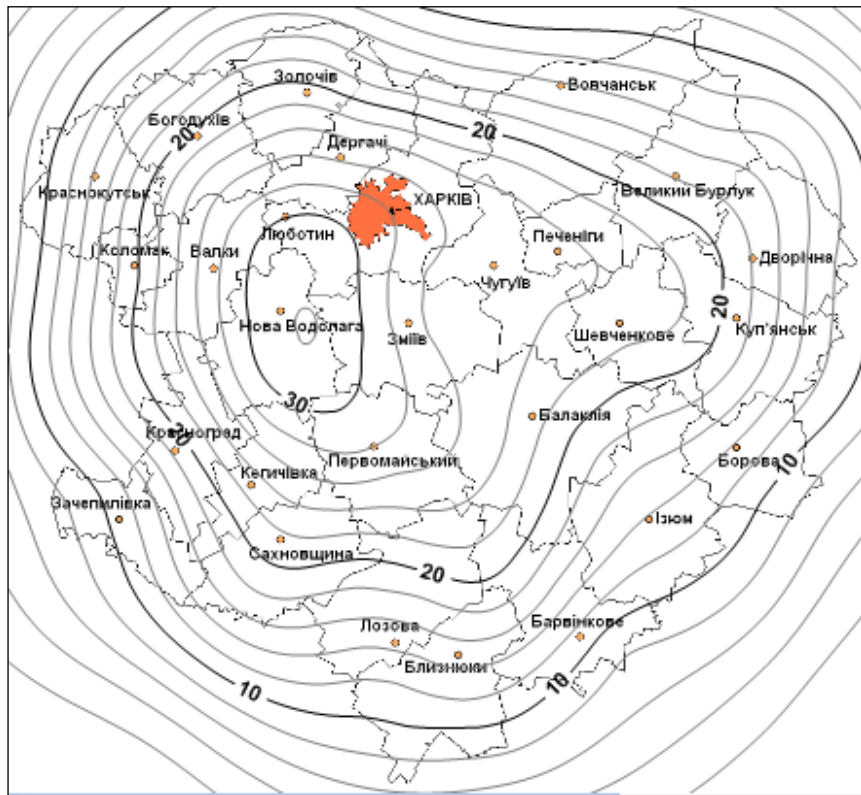 Золочів
Вовчанськ
Богодухів
20
20
Дергачі
Краснокутськ
Великий Бурлук
ХАРКІВ
Люботин
Печеніги
Коломак
Валки
Дворічна
Чугуїв
20
Нова Водолага
Зміїв
Шевченкове
Куп'янськ
30
Балаклія
20
Красноград
Первомайський
Борова
10
Кегичівка
Зачепилівка
Ізюм
Сахновщина
20
Лозова
Барвінкове
Близнюки
10
10